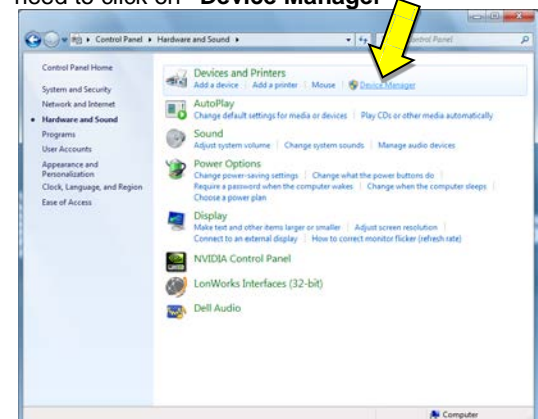 need to click on "Device Manager"
Control Panel ▸ Hardware and Sound ▸
Control Panel
Control Panel Home
System and Security
Network and Internet
Hardware and Sound
Programs
User Accounts
Appearance and
Personalization
Clock, Language, and Region
Ease of Access
Devices and Printers
Add a device | Add a printer | Mouse | Device Manager
AutoPlay
Change default settings for media or devices | Play CDs or other media automatically
Sound
Adjust system volume | Change system sounds | Manage audio devices
Power Options
Change power-saving settings | Change what the power buttons do |
Require a password when the computer wakes | Change when the computer sleeps |
Choose a power plan
Display
Make text and other items larger or smaller | Adjust screen resolution |
Connect to an external display | How to correct monitor flicker (refresh rate)
NVIDIA Control Panel
LonWorks Interfaces (32-bit)
Dell Audio
Computer